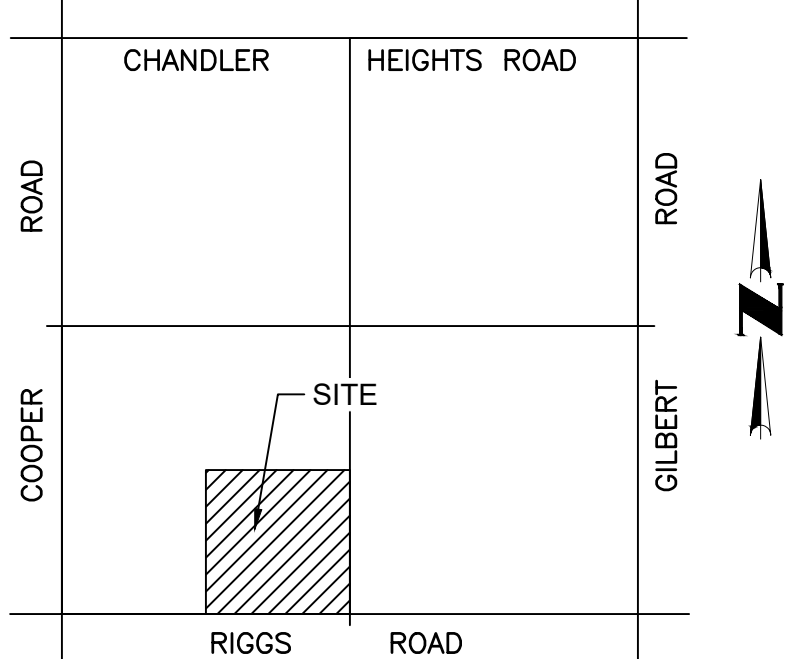 CHANDLER HEIGHTS ROAD
COOPER ROAD
GILBERT ROAD
N
SITE
RIGGS ROAD